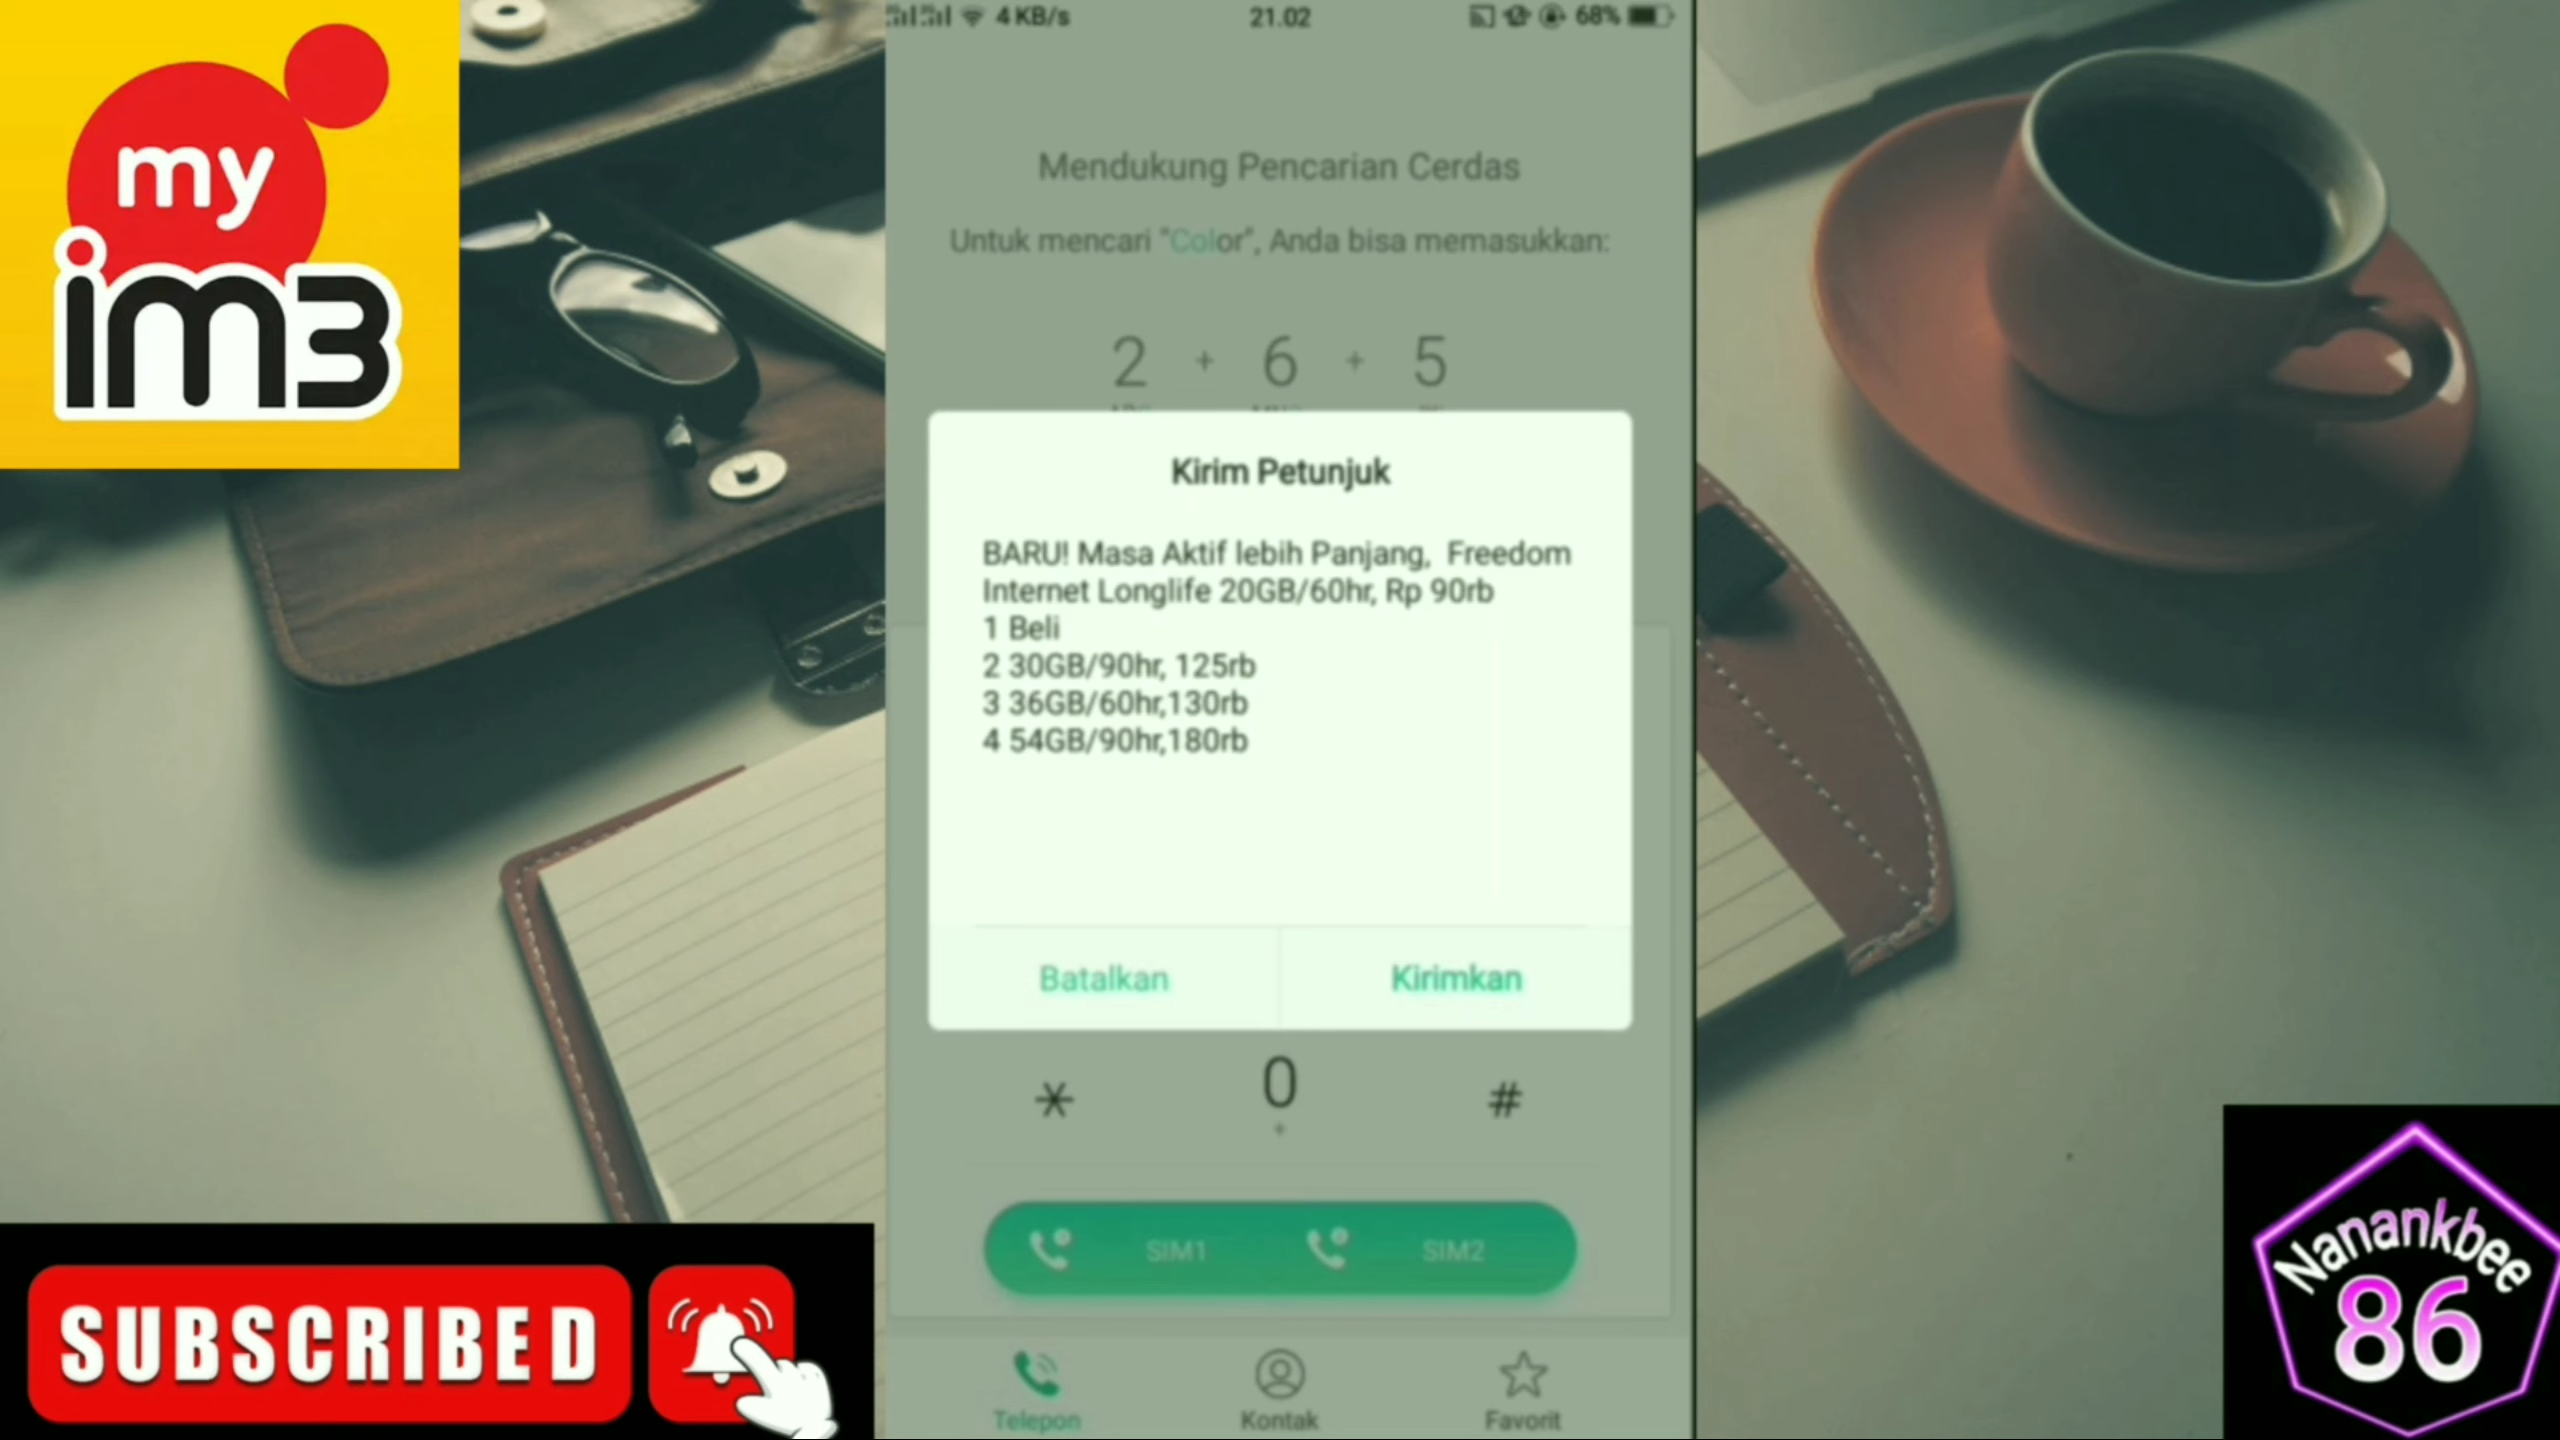 my
im3
4 KB/s
21.02
68%
Mendukung Pencarian Cerdas
Untuk mencari "Color", Anda bisa memasukkan:
2 + 6 + 5
Kirim Petunjuk
BARU! Masa Aktif lebih Panjang,  Freedom
Internet Longlife 20GB/60hr, Rp 90rb
1 Beli
2 30GB/90hr, 125rb
3 36GB/60hr,130rb
4 54GB/90hr,180rb
Batalkan
Kirimkan
* 0 #
+
SIM1
SIM2
Telepon
Kontak
Favorit
SUBSCRIBED
Nanankbee
86